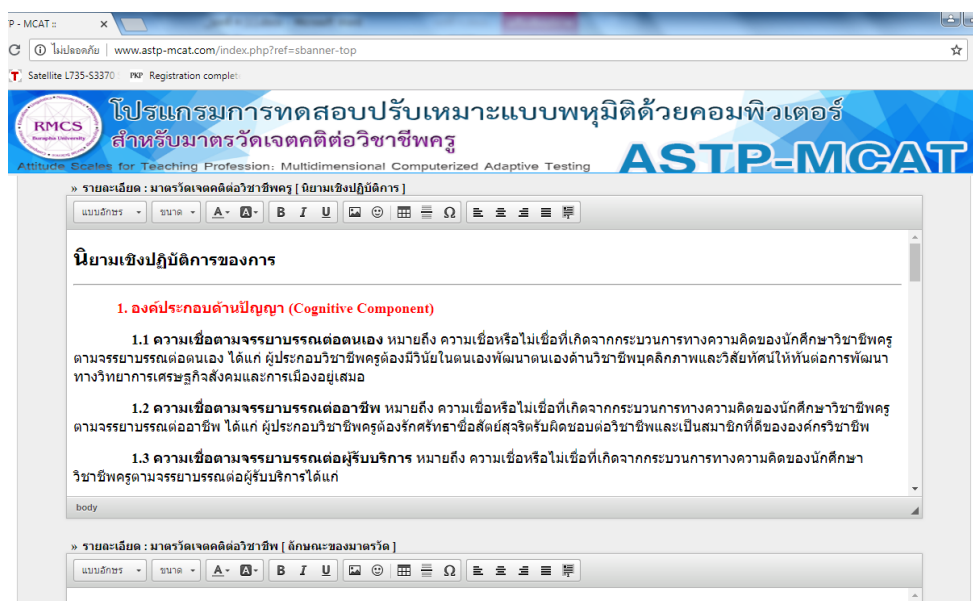 P - MCAT ::
ไม่ปลอดภัย | www.astp-mcat.com/index.php?ref=sbanner-top
Satellite L735-S3370 PKP Registration complet
RMCS
โปรแกรมการทดสอบปรับเหมาะแบบพหุมิติด้วยคอมพิวเตอร์
สำหรับมาตรวัดเจตคติต่อวิชาชีพครู
Attitude Scales for Teaching Profession: Multidimensional Computerized Adaptive Testing
ASTP-MCAT
» รายละเอียด : มาตรวัดเจตคติต่อวิชาชีพครู [ นิยามเชิงปฏิบัติการ ]
แบบอักษร ขนาด A A B I U Ω
นิยามเชิงปฏิบัติการของการ
1. องค์ประกอบด้านปัญญา (Cognitive Component)
1.1 ความเชื่อตามจรรยาบรรณต่อตนเอง หมายถึง ความเชื่อหรือไม่เชื่อที่เกิดจากกระบวนการทางความคิดของนักศึกษาวิชาชีพครู
ตามจรรยาบรรณต่อตนเอง ได้แก่ ผู้ประกอบวิชาชีพครูต้องมีวินัยในตนเองพัฒนาตนเองด้านวิชาชีพบุคลิกภาพและวิสัยทัศน์ให้ทันต่อการพัฒนา
ทางวิทยาการเศรษฐกิจสังคมและการเมืองอยู่เสมอ
1.2 ความเชื่อตามจรรยาบรรณต่ออาชีพ หมายถึง ความเชื่อหรือไม่เชื่อที่เกิดจากกระบวนการทางความคิดของนักศึกษาวิชาชีพครู
ตามจรรยาบรรณต่ออาชีพ ได้แก่ ผู้ประกอบวิชาชีพครูต้องรักศรัทธาซื่อสัตย์สุจริตรับผิดชอบต่อวิชาชีพและเป็นสมาชิกที่ดีขององค์กรวิชาชีพ
1.3 ความเชื่อตามจรรยาบรรณต่อผู้รับบริการ หมายถึง ความเชื่อหรือไม่เชื่อที่เกิดจากกระบวนการทางความคิดของนักศึกษา
วิชาชีพครูตามจรรยาบรรณต่อผู้รับบริการได้แก่
body
» รายละเอียด : มาตรวัดเจตคติต่อวิชาชีพ [ ลักษณะของมาตรวัด ]
แบบอักษร ขนาด A A B I U Ω